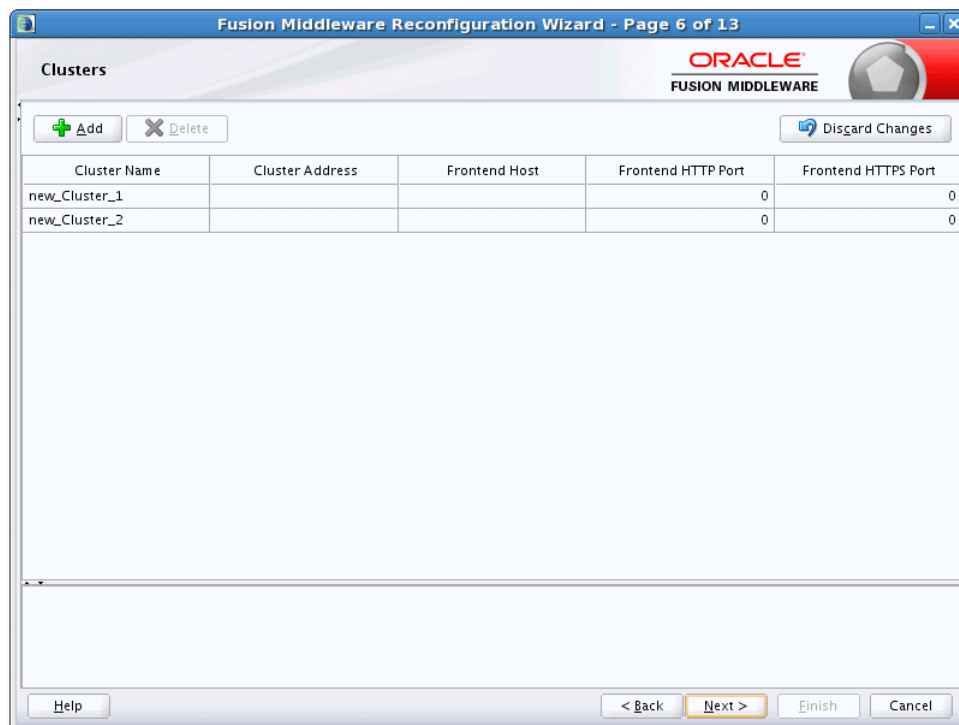 Fusion Middleware Reconfiguration Wizard - Page 6 of 13
Clusters
ORACLE
FUSION MIDDLEWARE
Add Delete Discard Changes
Cluster Name Cluster Address Frontend Host Frontend HTTP Port Frontend HTTPS Port
new_Cluster_1 0 0
new_Cluster_2 0 0
Help < Back Next > Finish Cancel